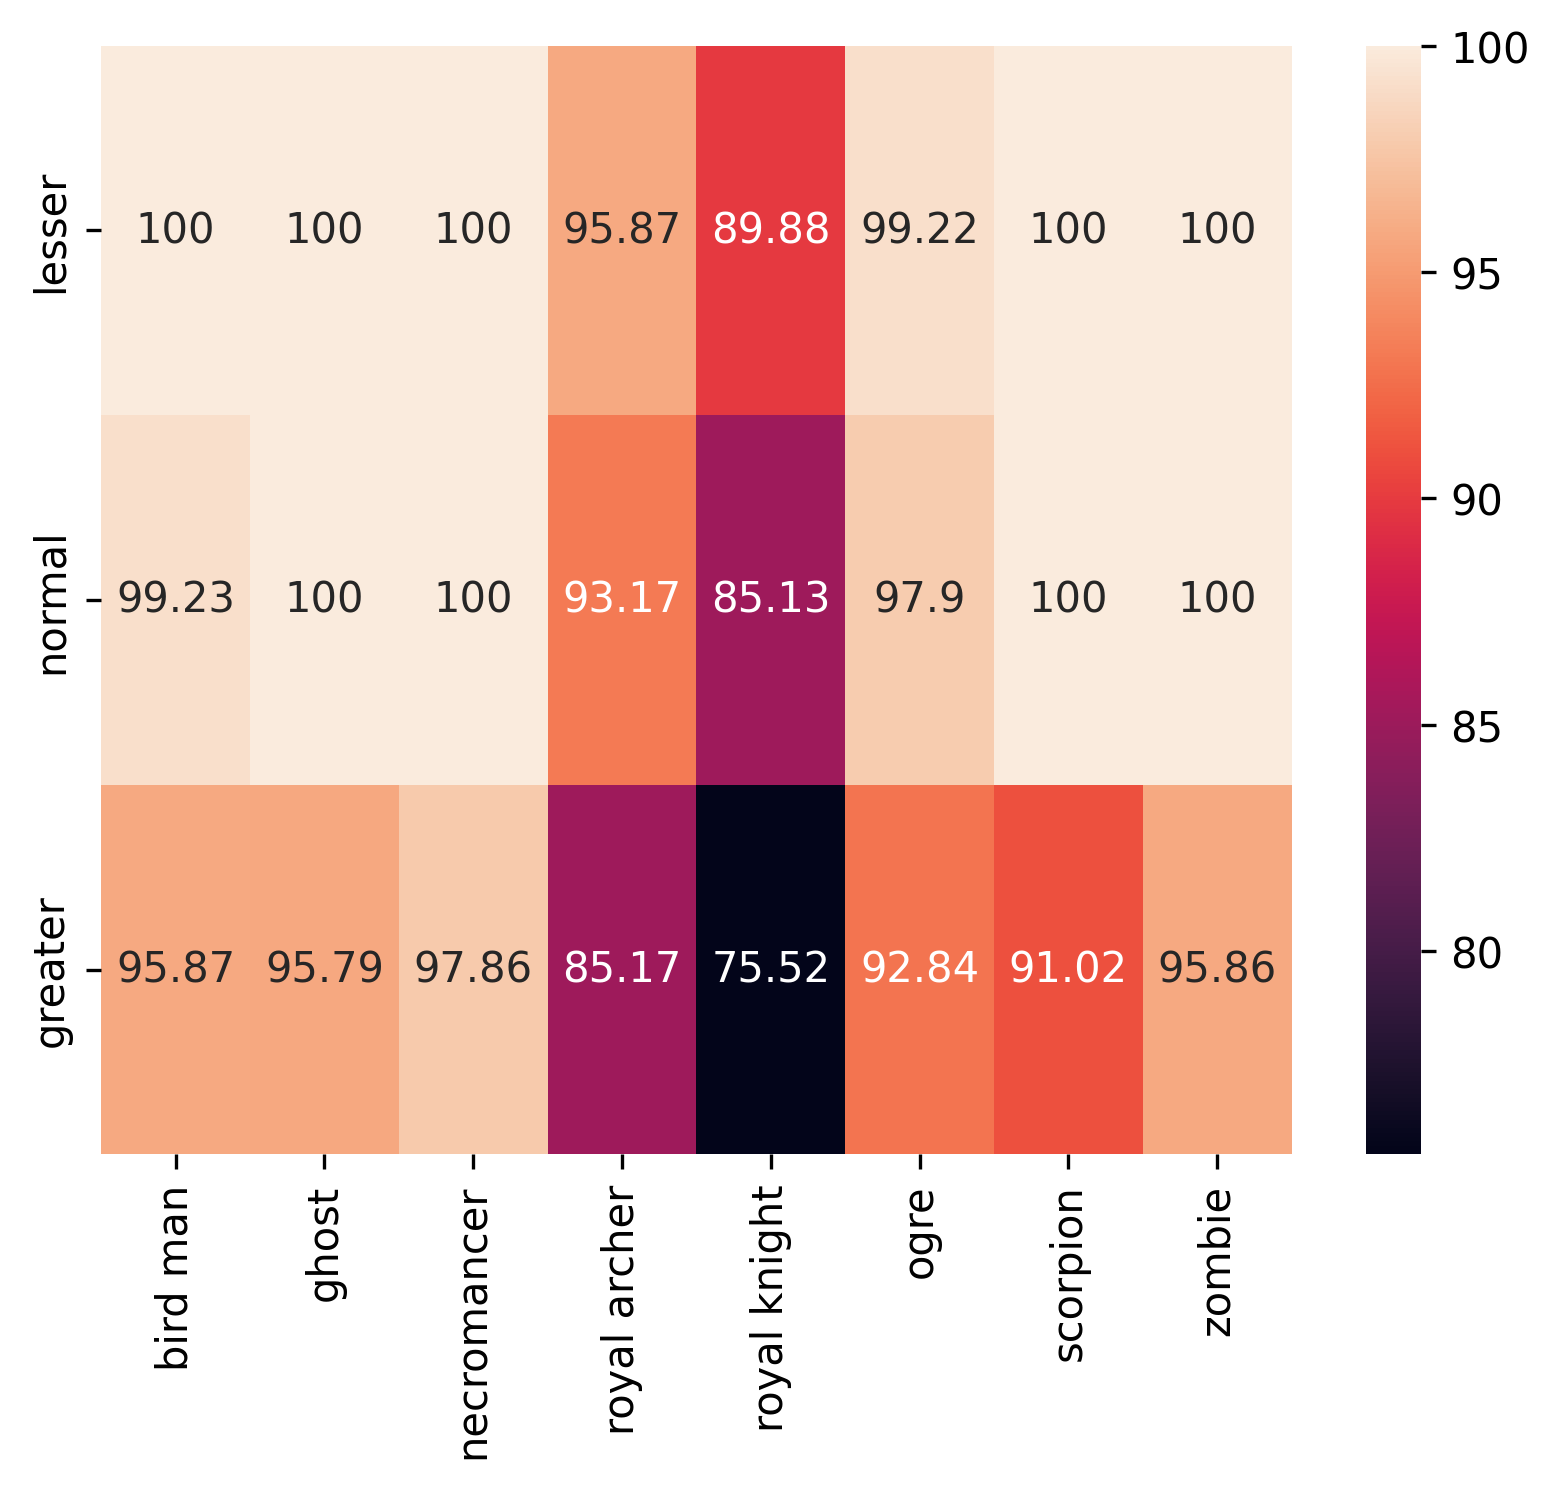 lesser 100 100 100 95.87 89.88 99.22 100 100
normal 99.23 100 100 93.17 85.13 97.9 100 100
greater 95.87 95.79 97.86 85.17 75.52 92.84 91.02 95.86
bird man
ghost
necromancer
royal archer
royal knight
ogre
scorpion
zombie
100
95
90
85
80